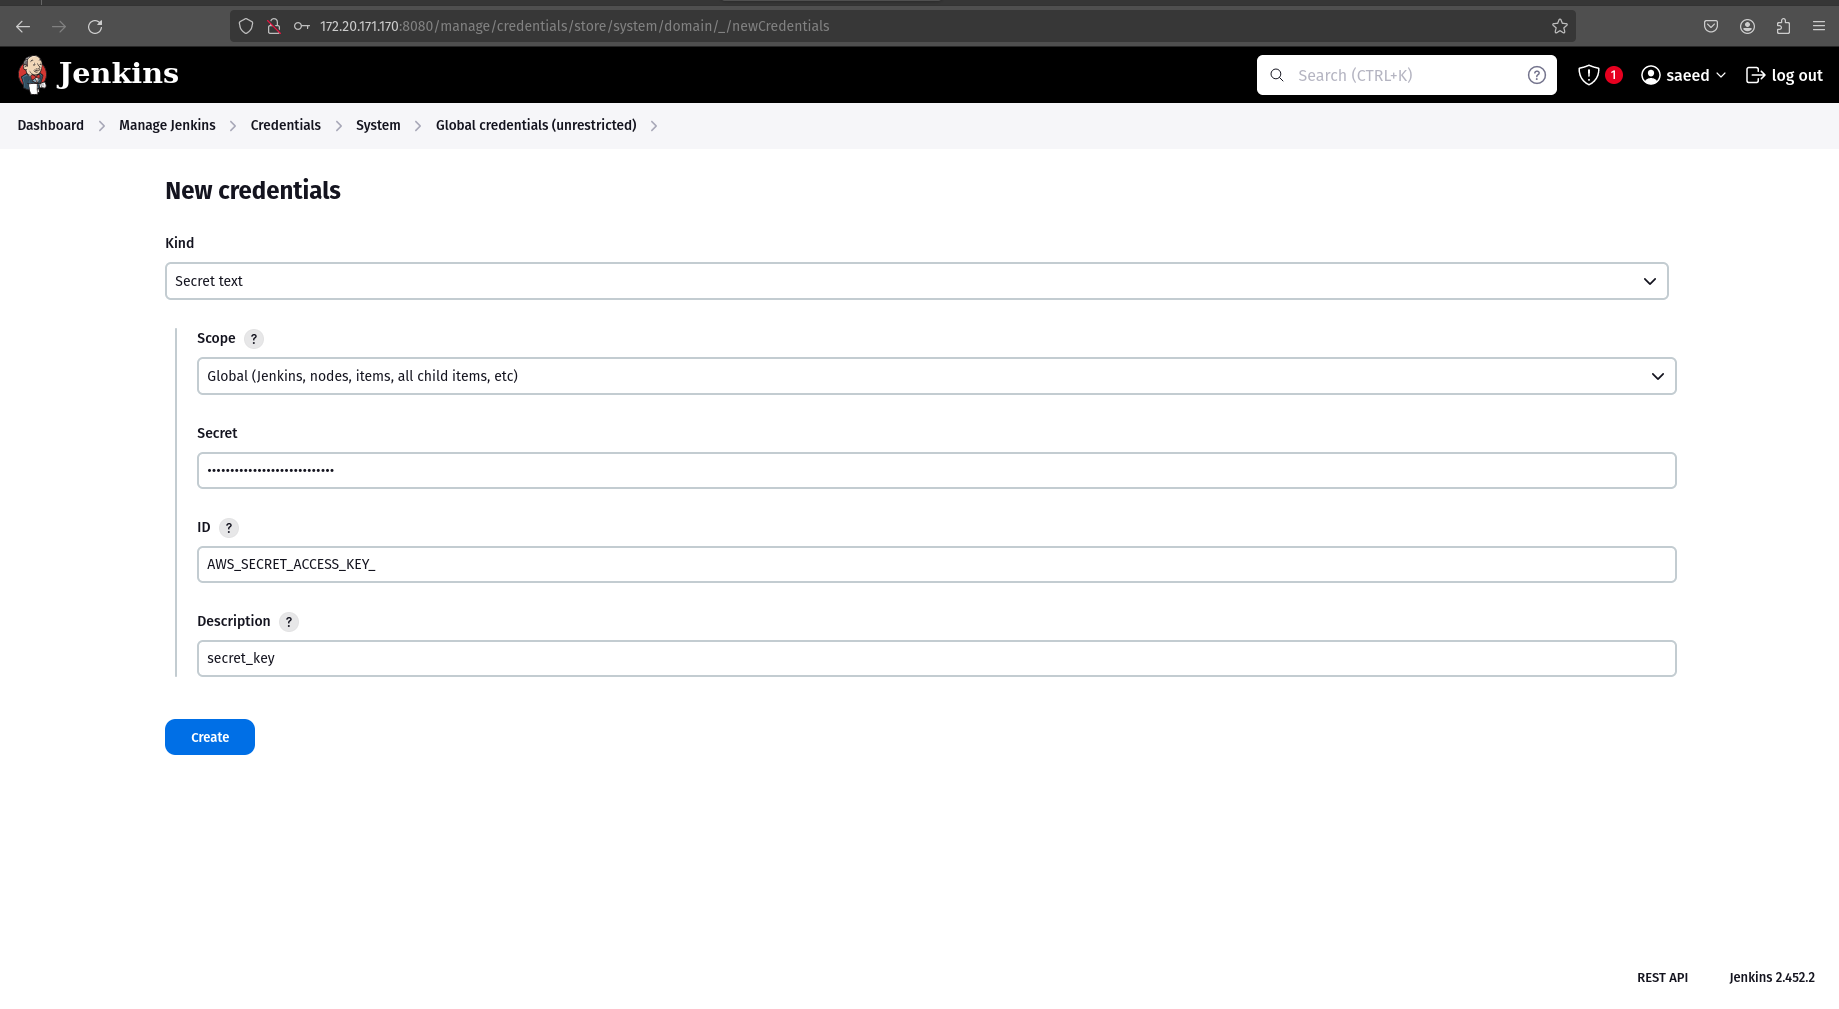 172.20.171.170:8080/manage/credentials/store/system/domain/_/newCredentials
Jenkins
Search (CTRL+K)
?
1
saeed
log out
Dashboard
Manage Jenkins
Credentials
System
Global credentials (unrestricted)
New credentials
Kind
Secret text
Scope ?
Global (Jenkins, nodes, items, all child items, etc)
Secret
••••••••••••••••••••••••••••
ID ?
AWS_SECRET_ACCESS_KEY_
Description ?
secret_key
Create
REST API
Jenkins 2.452.2